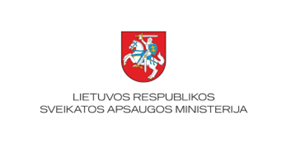 LIETUVOS RESPUBLIKOS
SVEIKATOS APSAUGOS MINISTERIJA